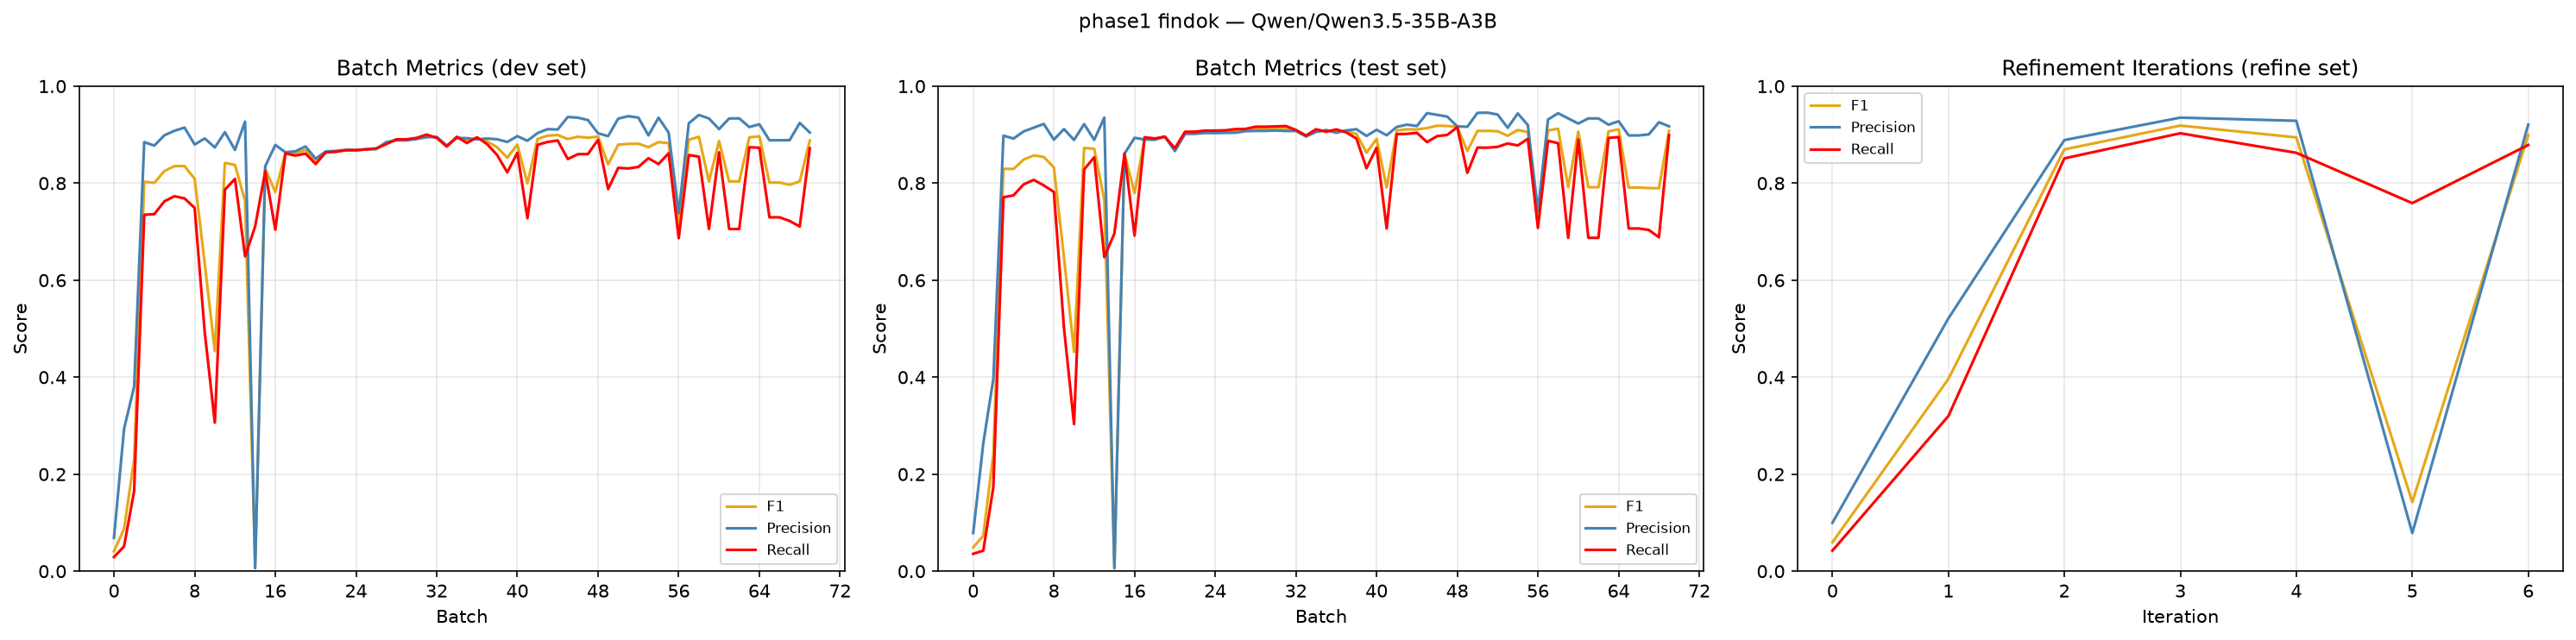 phase1 findok — Qwen/Qwen3.5-35B-A3B
Batch Metrics (dev set)
1.0
0.8
0.6
0.4
0.2
0.0
Score
0 8 16 24 32 40 48 56 64 72
Batch
F1
Precision
Recall
Batch Metrics (test set)
1.0
0.8
0.6
0.4
0.2
0.0
Score
0 8 16 24 32 40 48 56 64 72
Batch
F1
Precision
Recall
Refinement Iterations (refine set)
1.0
0.8
0.6
0.4
0.2
0.0
Score
0 1 2 3 4 5 6
Iteration
F1
Precision
Recall